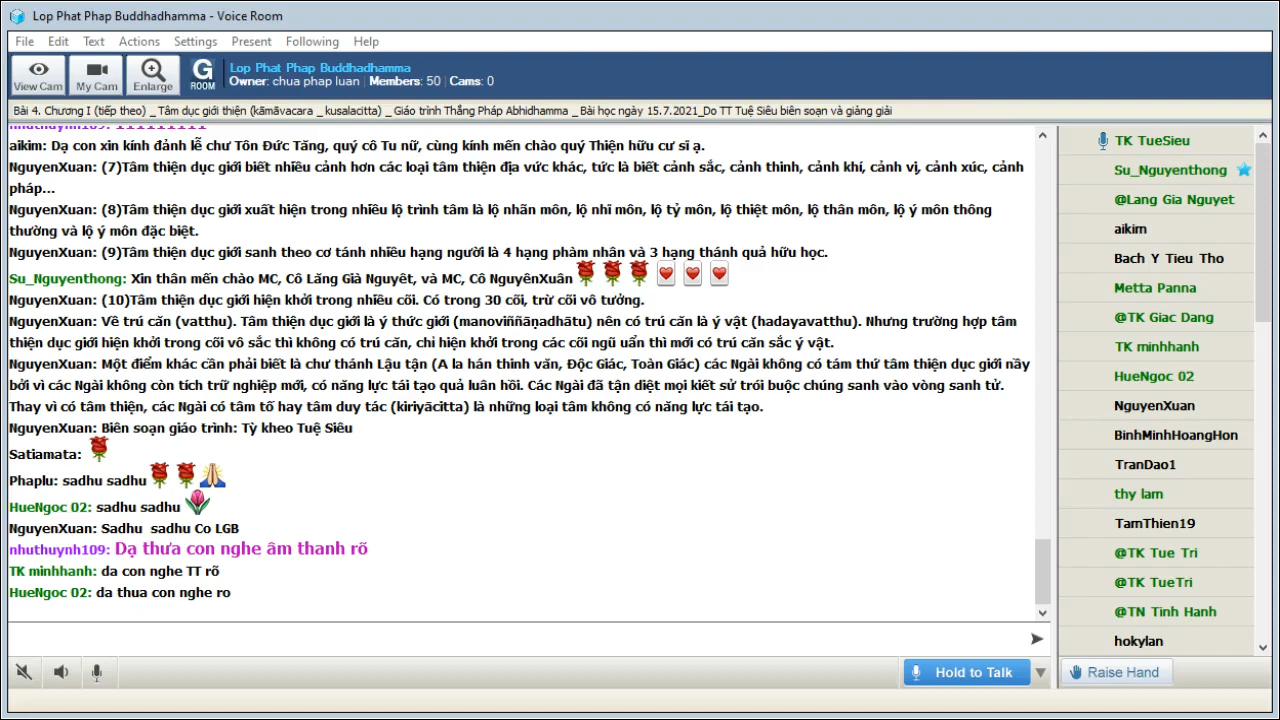 Lop Phat Phap Buddhadhamma - Voice Room
File Edit Text Actions Settings Present Following Help
View Cam My Cam Enlarge G ROOM
Lop Phat Phap Buddhadhamma
Owner: chua phap luan | Members: 50 | Cams: 0
Bài 4. Chương I (tiếp theo) _ Tâm dục giới thiện (kāmāvacara _ kusalacitta) _ Giáo trình Thắng Pháp Abhidhamma _ Bài học ngày 15.7.2021_Do TT Tuệ Siêu biên soạn và giảng giải
nhuthuynh109: 1111111111
aikim: Dạ con xin kính đảnh lễ chư Tôn Đức Tăng, quý cô Tu nữ, cùng kính mến chào quý Thiện hữu cư sĩ ạ.
NguyenXuan: (7)Tâm thiện dục giới biết nhiều cảnh hơn các loại tâm thiện địa vức khác, tức là biết cảnh sắc, cảnh thinh, cảnh khí, cảnh vị, cảnh xúc, cảnh
pháp...
NguyenXuan: (8)Tâm thiện dục giới xuất hiện trong nhiều lộ trình tâm là lộ nhãn môn, lộ nhĩ môn, lộ tỷ môn, lộ thiệt môn, lộ thân môn, lộ ý môn thông
thường và lộ ý môn đặc biệt.
NguyenXuan: (9)Tâm thiện dục giới sanh theo cơ tánh nhiều hạng người là 4 hạng phàm nhân và 3 hạng thánh quả hữu học.
Su_Nguyenthong: Xin thân mến chào MC, Cô Lăng Già Nguyêt, và MC, Cô NguyênXuân
NguyenXuan: (10)Tâm thiện dục giới hiện khởi trong nhiều cõi. Có trong 30 cõi, trừ cõi vô tưởng.
NguyenXuan: Về trú căn (vatthu). Tâm thiện dục giới là ý thức giới (manoviññāṇadhātu) nên có trú căn là ý vật (hadayavatthu). Nhưng trường hợp tâm
thiện dục giới hiện khởi trong cõi vô sắc thì không có trú căn, chỉ hiện khởi trong các cõi ngũ uẩn thì mới có trú căn sắc ý vật.
NguyenXuan: Một điểm khác cần phải biết là chư thánh Lậu tận (A la hán thinh văn, Độc Giác, Toàn Giác) các Ngài không có tám thứ tâm thiện dục giới nầy
bởi vì các Ngài không còn tích trữ nghiệp mới, có năng lực tái tạo quả luân hồi. Các Ngài đã tận diệt mọi kiết sử trói buộc chúng sanh vào vòng sanh tử.
Thay vì có tâm thiện, các Ngài có tâm tố hay tâm duy tác (kiriyācitta) là những loại tâm không có năng lực tái tạo.
NguyenXuan: Biên soạn giáo trình: Tỳ kheo Tuệ Siêu
Satiamata:
Phaplu: sadhu sadhu
HueNgoc 02: sadhu sadhu
NguyenXuan: Sadhu sadhu Co LGB
nhuthuynh109: Dạ thưa con nghe âm thanh rõ
TK minhhanh: da con nghe TT rõ
HueNgoc 02: da thua con nghe ro
TK TueSieu
Su_Nguyenthong
@Lang Gia Nguyet
aikim
Bach Y Tieu Tho
Metta Panna
@TK Giac Dang
TK minhhanh
HueNgoc 02
NguyenXuan
BinhMinhHoangHon
TranDao1
thy lam
TamThien19
@TK Tue Tri
@TK TueTri
@TN Tinh Hanh
hokylan
Hold to Talk
Raise Hand